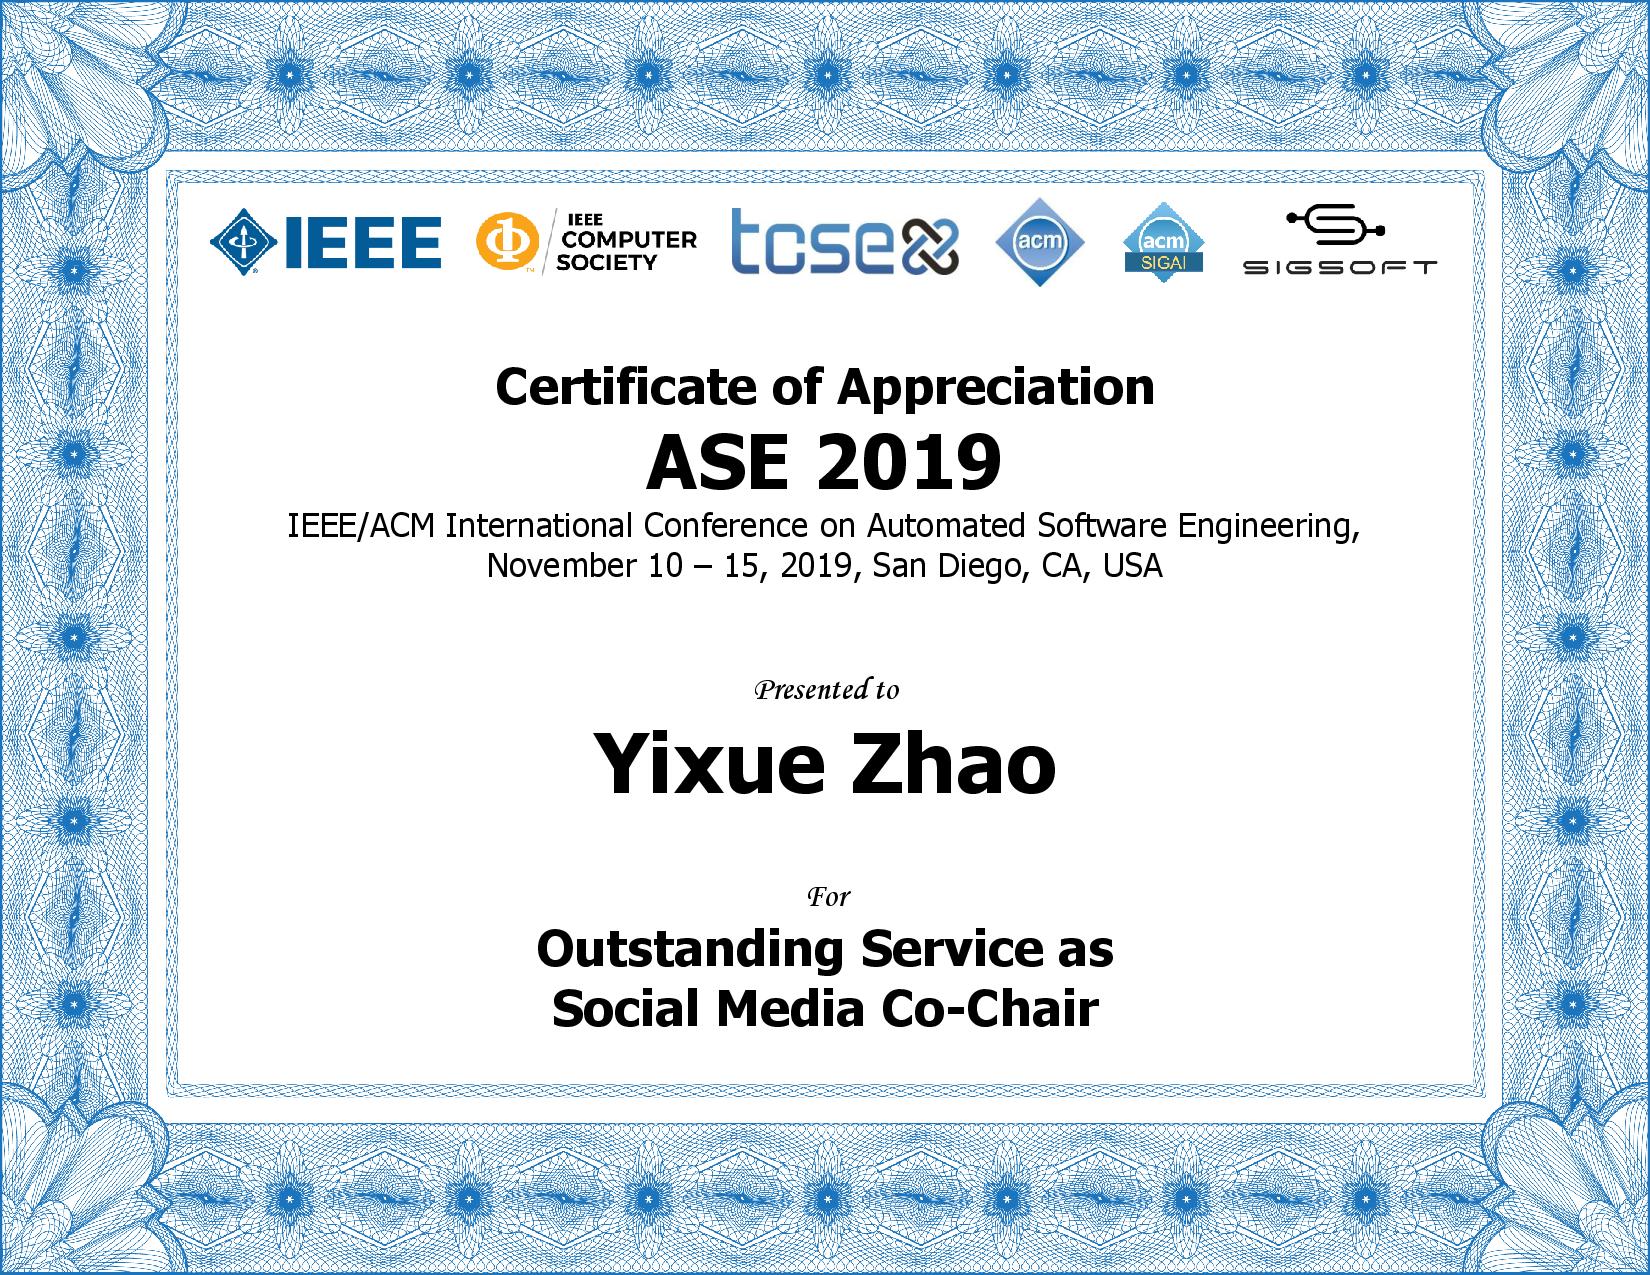 IEEE
IEEE
COMPUTER
SOCIETY
tcse
acm
acm
SIGAI
SIGSOFT
Certificate of Appreciation
ASE 2019
IEEE/ACM International Conference on Automated Software Engineering,
November 10 – 15, 2019, San Diego, CA, USA
Presented to
Yixue Zhao
For
Outstanding Service as
Social Media Co-Chair